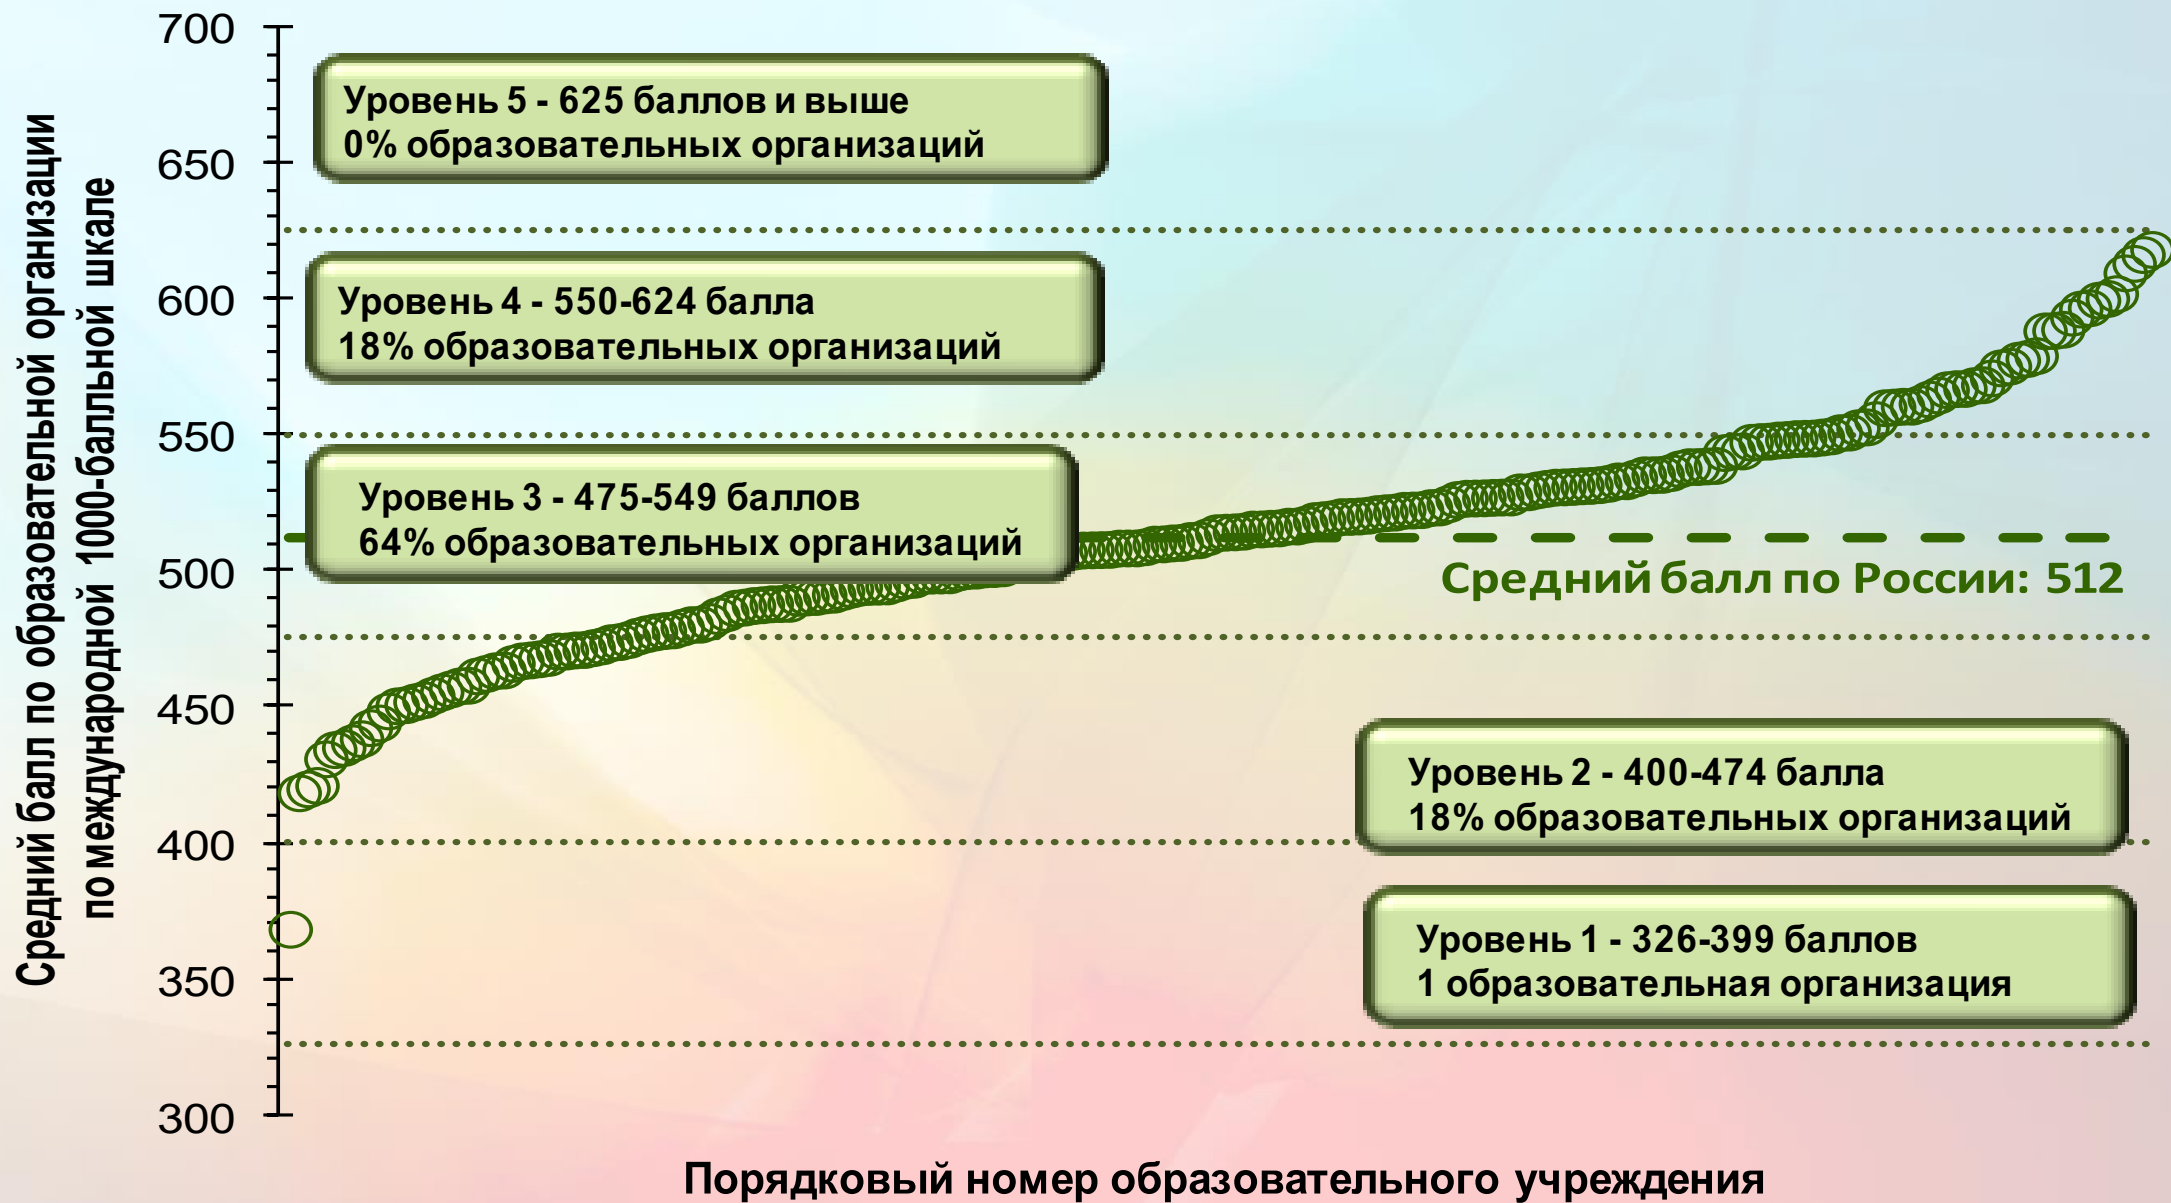 Средний балл по образовательной организации
по международной 1000-балльной шкале
700
650
600
550
500
450
400
350
300
Уровень 5 - 625 баллов и выше
0% образовательных организаций
Уровень 4 - 550-624 балла
18% образовательных организаций
Уровень 3 - 475-549 баллов
64% образовательных организаций
Средний балл по России: 512
Уровень 2 - 400-474 балла
18% образовательных организаций
Уровень 1 - 326-399 баллов
1 образовательная организация
Порядковый номер образовательного учреждения